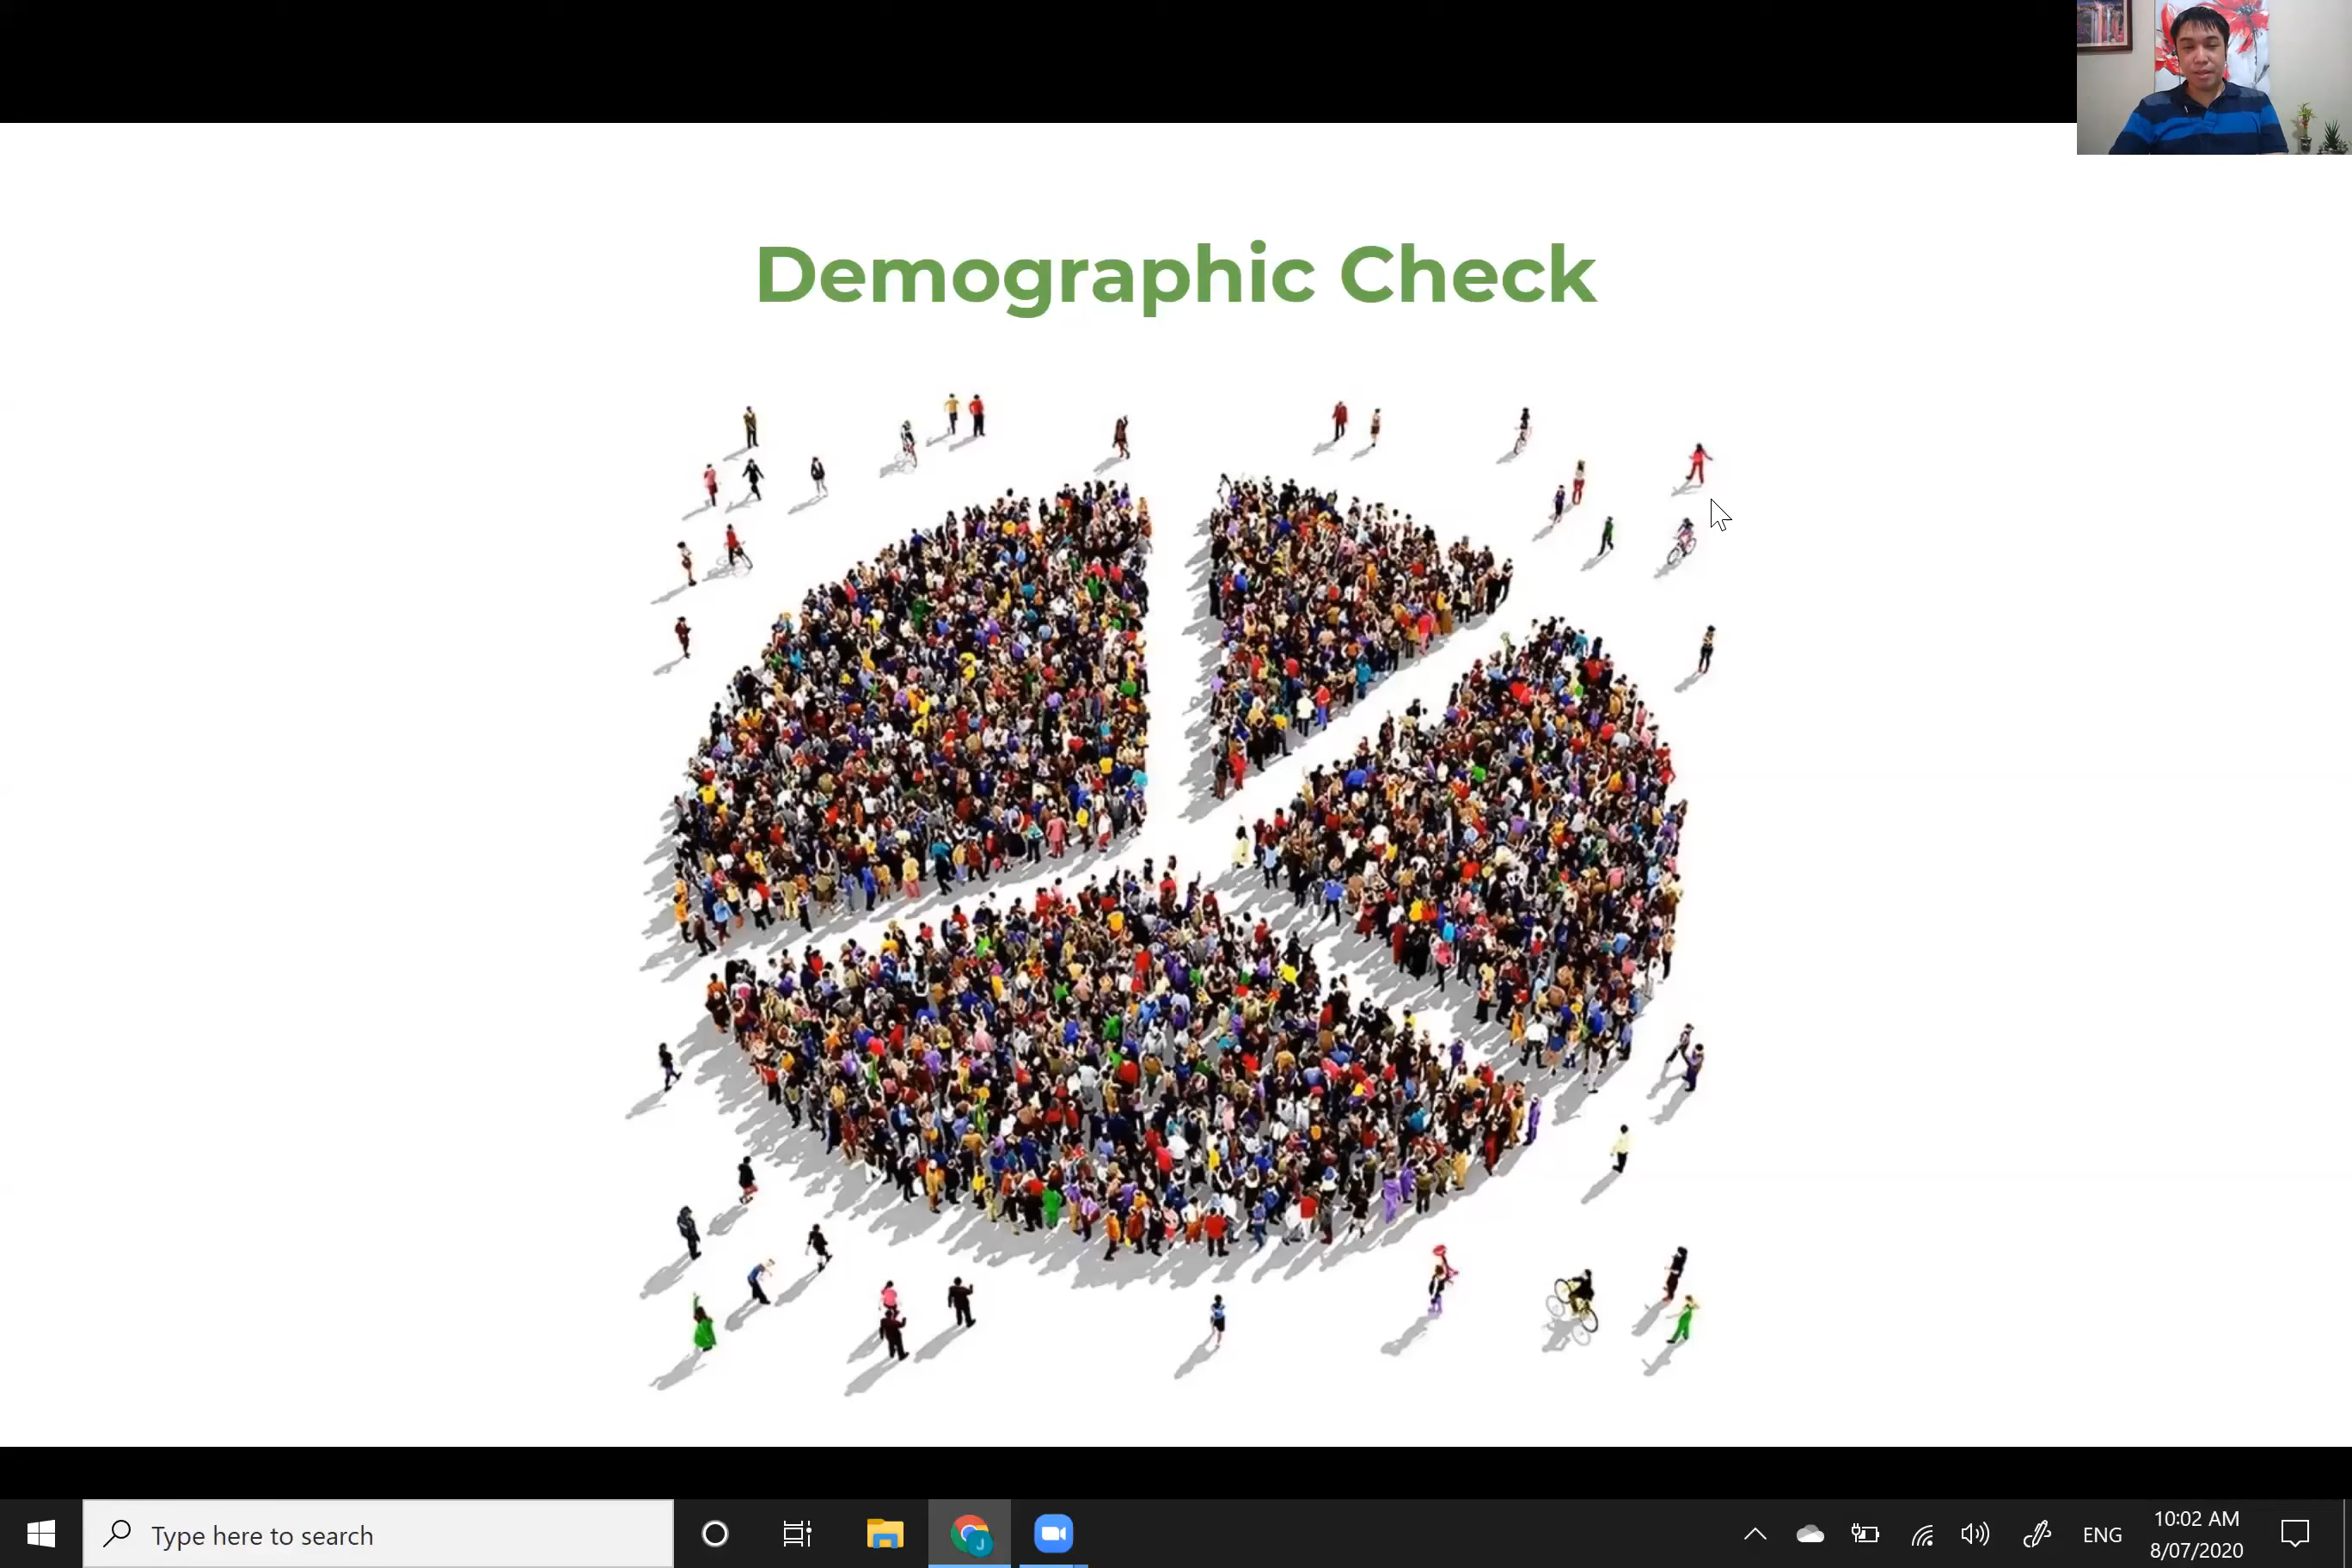 Demographic Check
Type here to search
J
ENG
10:02 AM
8/07/2020